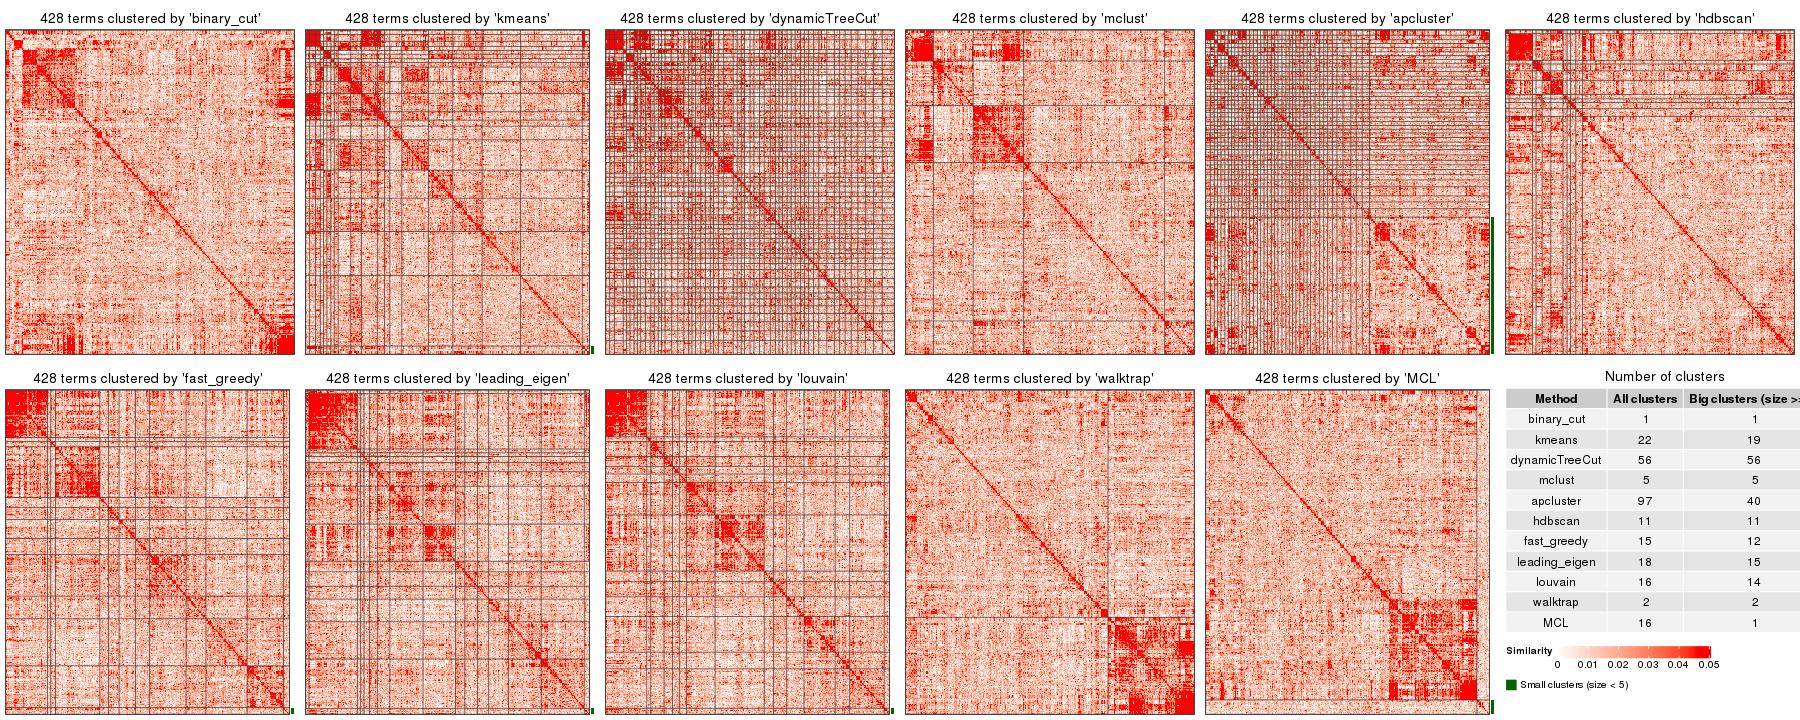 428 terms clustered by 'binary_cut'
428 terms clustered by 'kmeans'
428 terms clustered by 'dynamicTreeCut'
428 terms clustered by 'mclust'
428 terms clustered by 'apcluster'
428 terms clustered by 'hdbscan'
428 terms clustered by 'fast_greedy'
428 terms clustered by 'leading_eigen'
428 terms clustered by 'louvain'
428 terms clustered by 'walktrap'
428 terms clustered by 'MCL'
Number of clusters
Method All clusters Big clusters (size >=
binary_cut 1 1
kmeans 22 19
dynamicTreeCut 56 56
mclust 5 5
apcluster 97 40
hdbscan 11 11
fast_greedy 15 12
leading_eigen 18 15
louvain 16 14
walktrap 2 2
MCL 16 1
Similarity
0 0.01 0.02 0.03 0.04 0.05
Small clusters (size < 5)